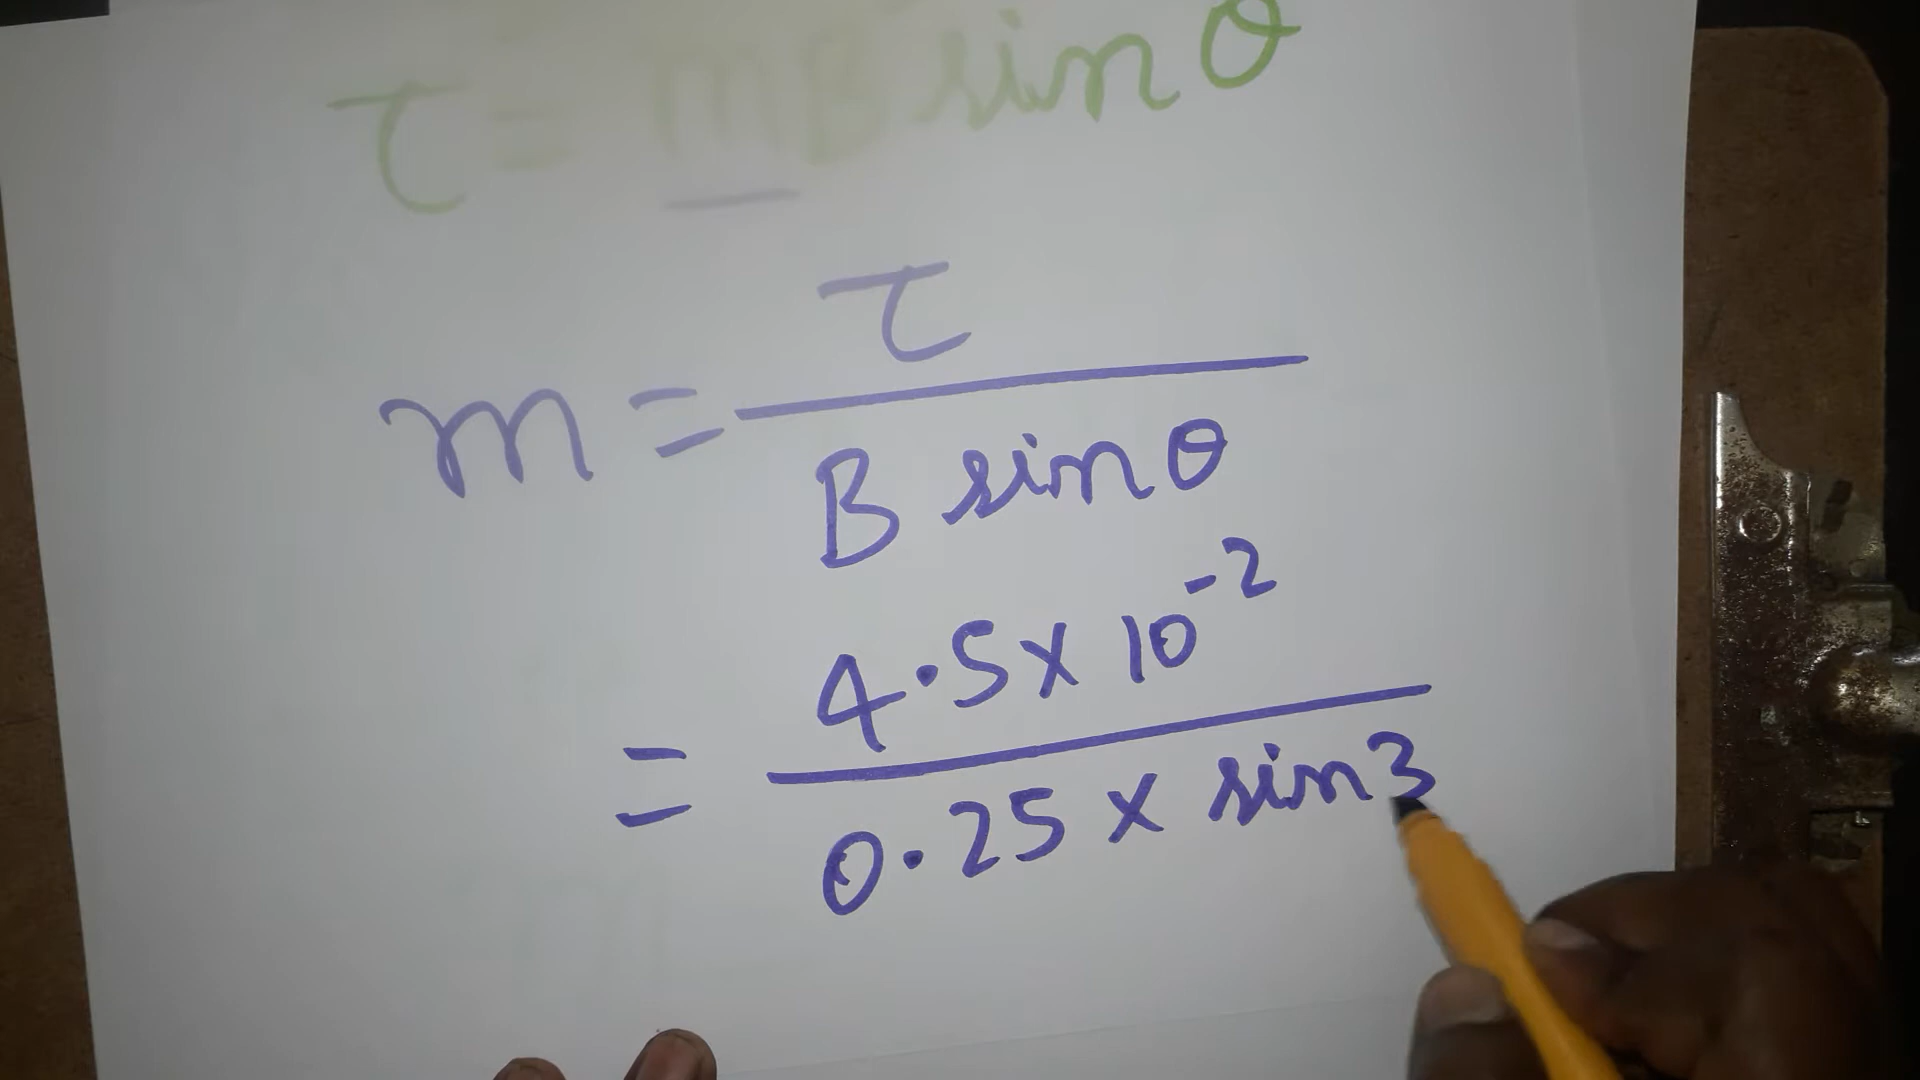 τ = mB sin θ
m = τ / B sin θ
= 4.5 x 10⁻² / 0.25 x sin 3